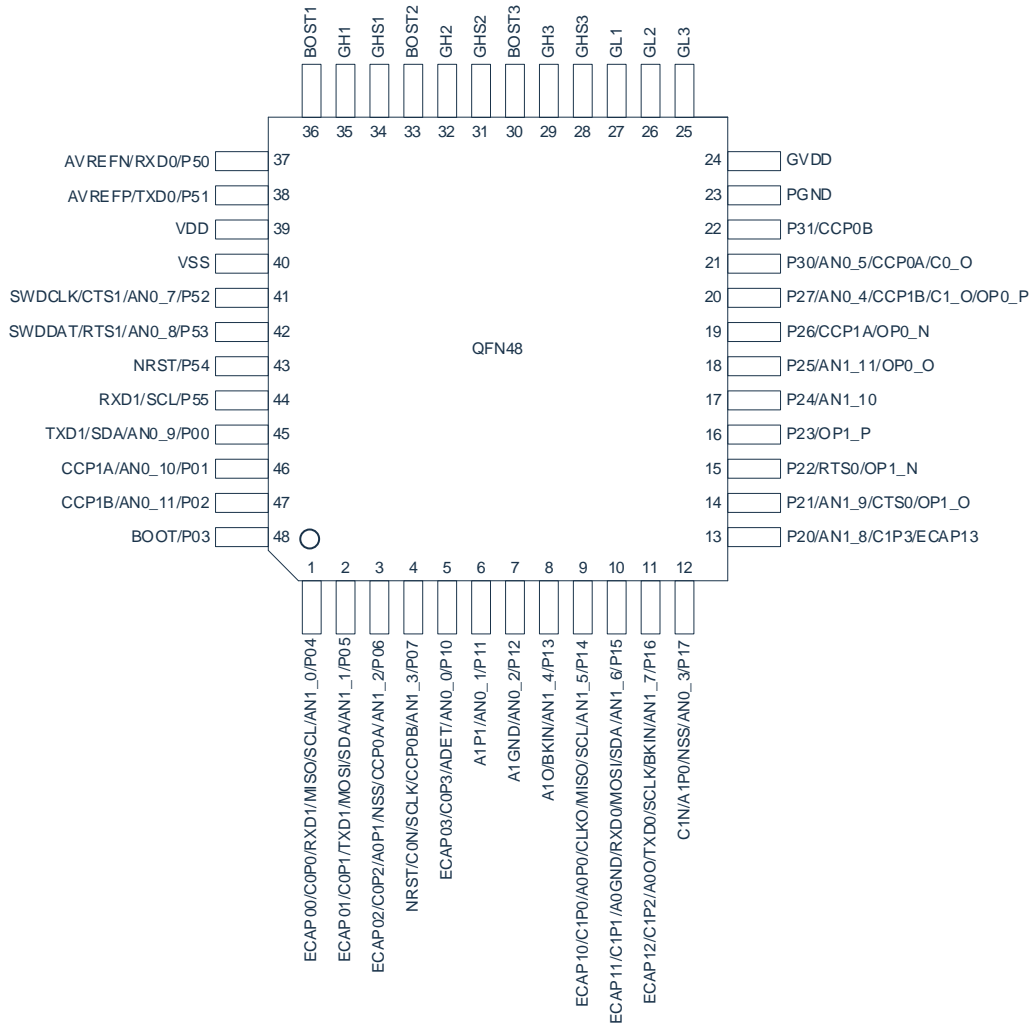 BOST1
GH1
GHS1
BOST2
GH2
GHS2
BOST3
GH3
GHS3
GL1
GL2
GL3
36 35 34 33 32 31 30 29 28 27 26 25
AVREFN/RXD0/P50 37
AVREFP/TXD0/P51 38
VDD 39
VSS 40
SWDCLK/CTS1/AN0_7/P52 41
SWDDAT/RTS1/AN0_8/P53 42
NRST/P54 43
RXD1/SCL/P55 44
TXD1/SDA/AN0_9/P00 45
CCP1A/AN0_10/P01 46
CCP1B/AN0_11/P02 47
BOOT/P03 48
QFN48
24 GVDD
23 PGND
22 P31/CCP0B
21 P30/AN0_5/CCP0A/C0_O
20 P27/AN0_4/CCP1B/C1_O/OP0_P
19 P26/CCP1A/OP0_N
18 P25/AN1_11/OP0_O
17 P24/AN1_10
16 P23/OP1_P
15 P22/RTS0/OP1_N
14 P21/AN1_9/CTS0/OP1_O
13 P20/AN1_8/C1P3/ECAP13
1 2 3 4 5 6 7 8 9 10 11 12
ECAP00/C0P0/RXD1/MISO/SCL/AN1_0/P04
ECAP01/C0P1/TXD1/MOSI/SDA/AN1_1/P05
ECAP02/C0P2/A0P1/NSS/CCP0A/AN1_2/P06
NRST/C0N/SCLK/CCP0B/AN1_3/P07
ECAP03/C0P3/ADET/AN0_0/P10
A1P1/AN0_1/P11
A1GND/AN0_2/P12
A1O/BKIN/AN1_4/P13
ECAP10/C1P0/A0P0/CLKO/MISO/SCL/AN1_5/P14
ECAP11/C1P1/A0GND/RXD0/MOSI/SDA/AN1_6/P15
ECAP12/C1P2/A0O/TXD0/SCLK/BKIN/AN1_7/P16
C1N/A1P0/NSS/AN0_3/P17